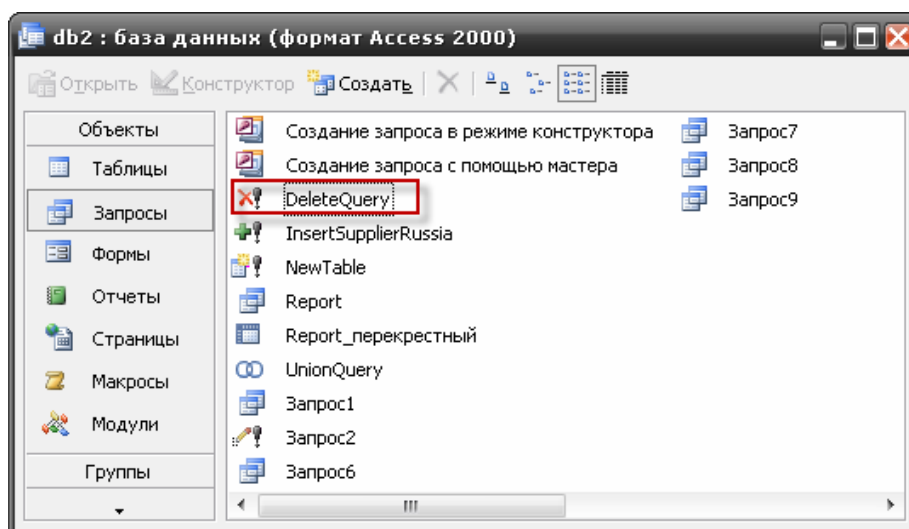 db2 : база данных (формат Access 2000)
Открыть Конструктор Создать
Объекты
Таблицы
Запросы
Формы
Отчеты
Страницы
Макросы
Модули
Группы
Создание запроса в режиме конструктора
Создание запроса с помощью мастера
DeleteQuery
InsertSupplierRussia
NewTable
Report
Report_перекрестный
UnionQuery
Запрос1
Запрос2
Запрос6
Запрос7
Запрос8
Запрос9